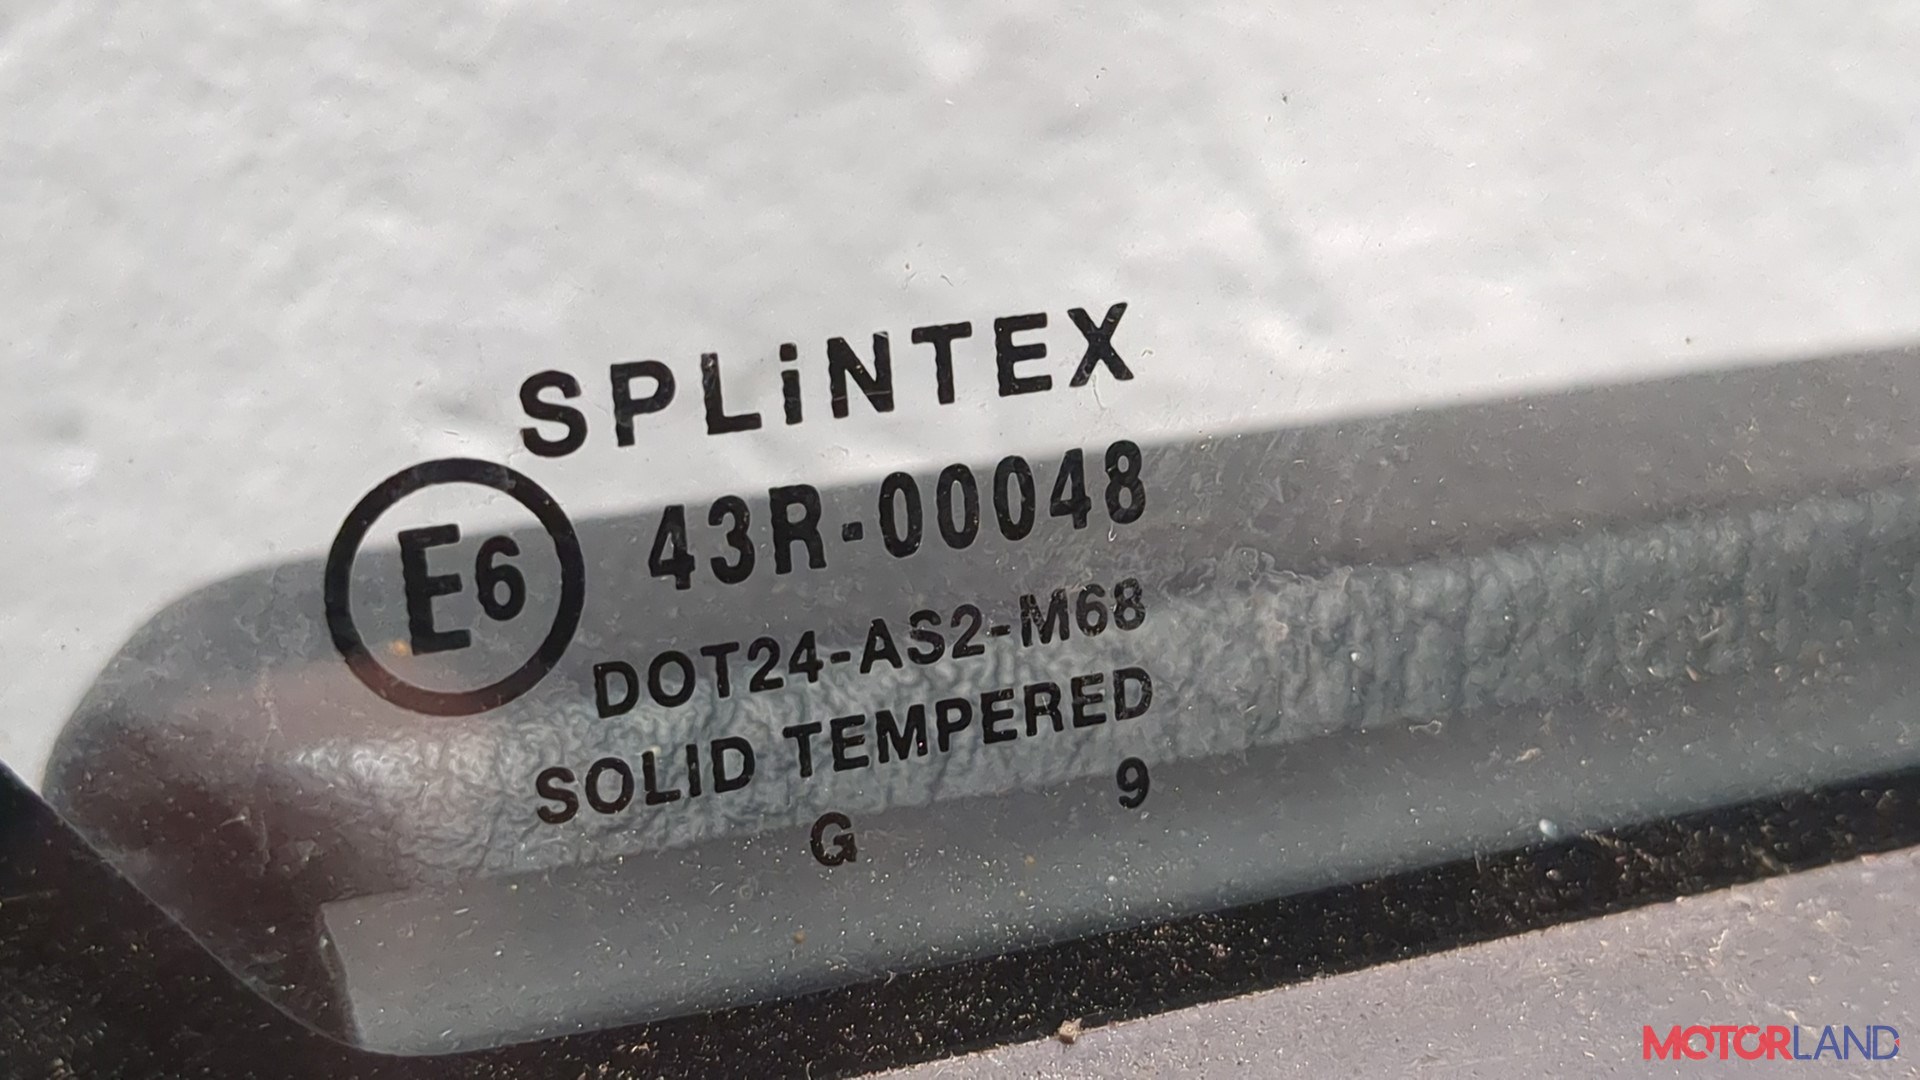 SPLiNTEX
E6 43R-00048
DOT24-AS2-M68
SOLID TEMPERED
9
G
MOTORLAND